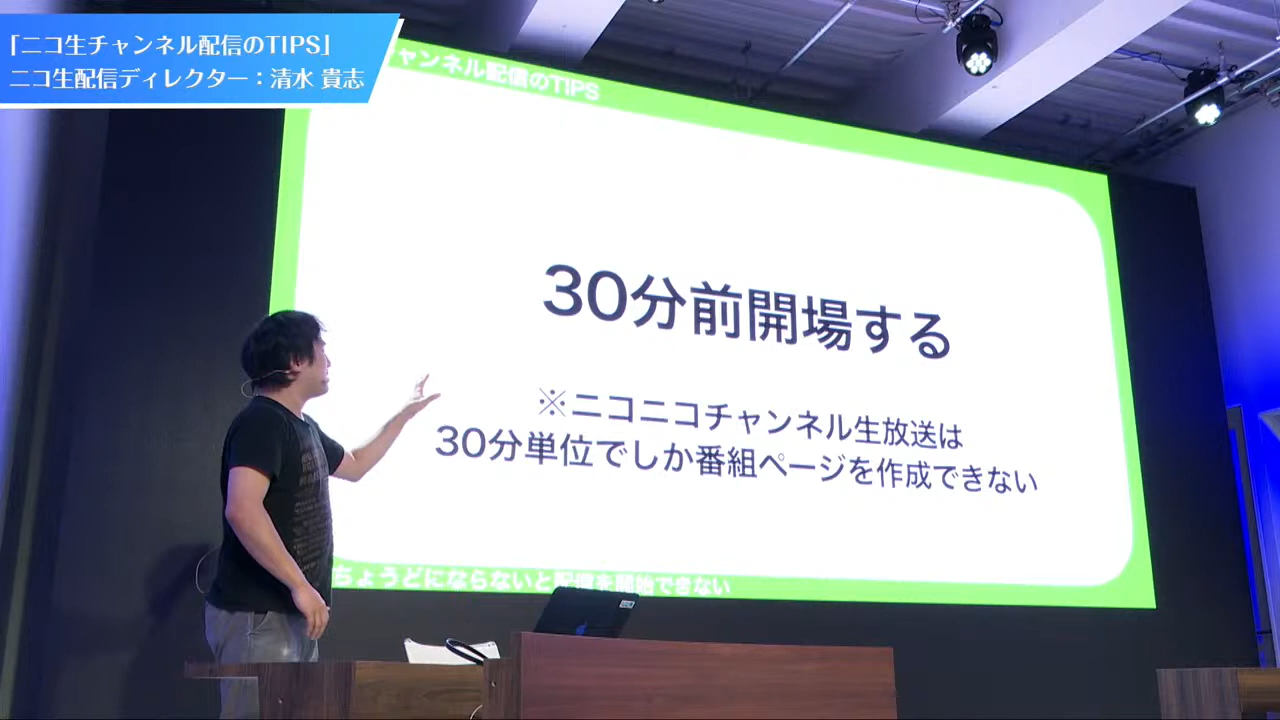 「ニコ生チャンネル配信のTIPS」
ニコ生配信ディレクター：清水 貴志
チャンネル配信のTIPS
30分前開場する
※ニコニコチャンネル生放送は
30分単位でしか番組ページを作成できない
ちょうどにならないと配信を開始できない